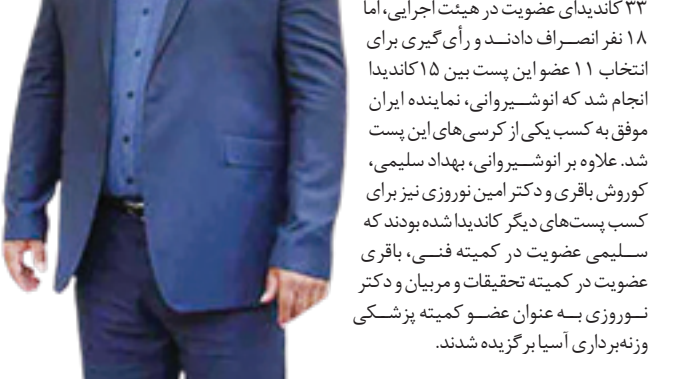 ۳۳ کاندیدای عضویت در هیئت اجرایی، اما
۱۸ نفر انصراف دادند و رأی‌گیری برای
انتخاب ۱۱ عضو این پست بین ۱۵ کاندیدا
انجام شد که انوشیروانی، نماینده ایران
موفق به کسب یکی از کرسی‌های این پست
شد. علاوه بر انوشیروانی، بهداد سلیمی،
کوروش باقری و دکتر امین نوروزی نیز برای
کسب پست‌های دیگر کاندیدا شده بودند که
سلیمی عضویت در کمیته فنی، باقری
عضویت در کمیته تحقیقات و مربیان و دکتر
نوروزی به عنوان عضو کمیته پزشکی
وزنه‌برداری آسیا برگزیده شدند.